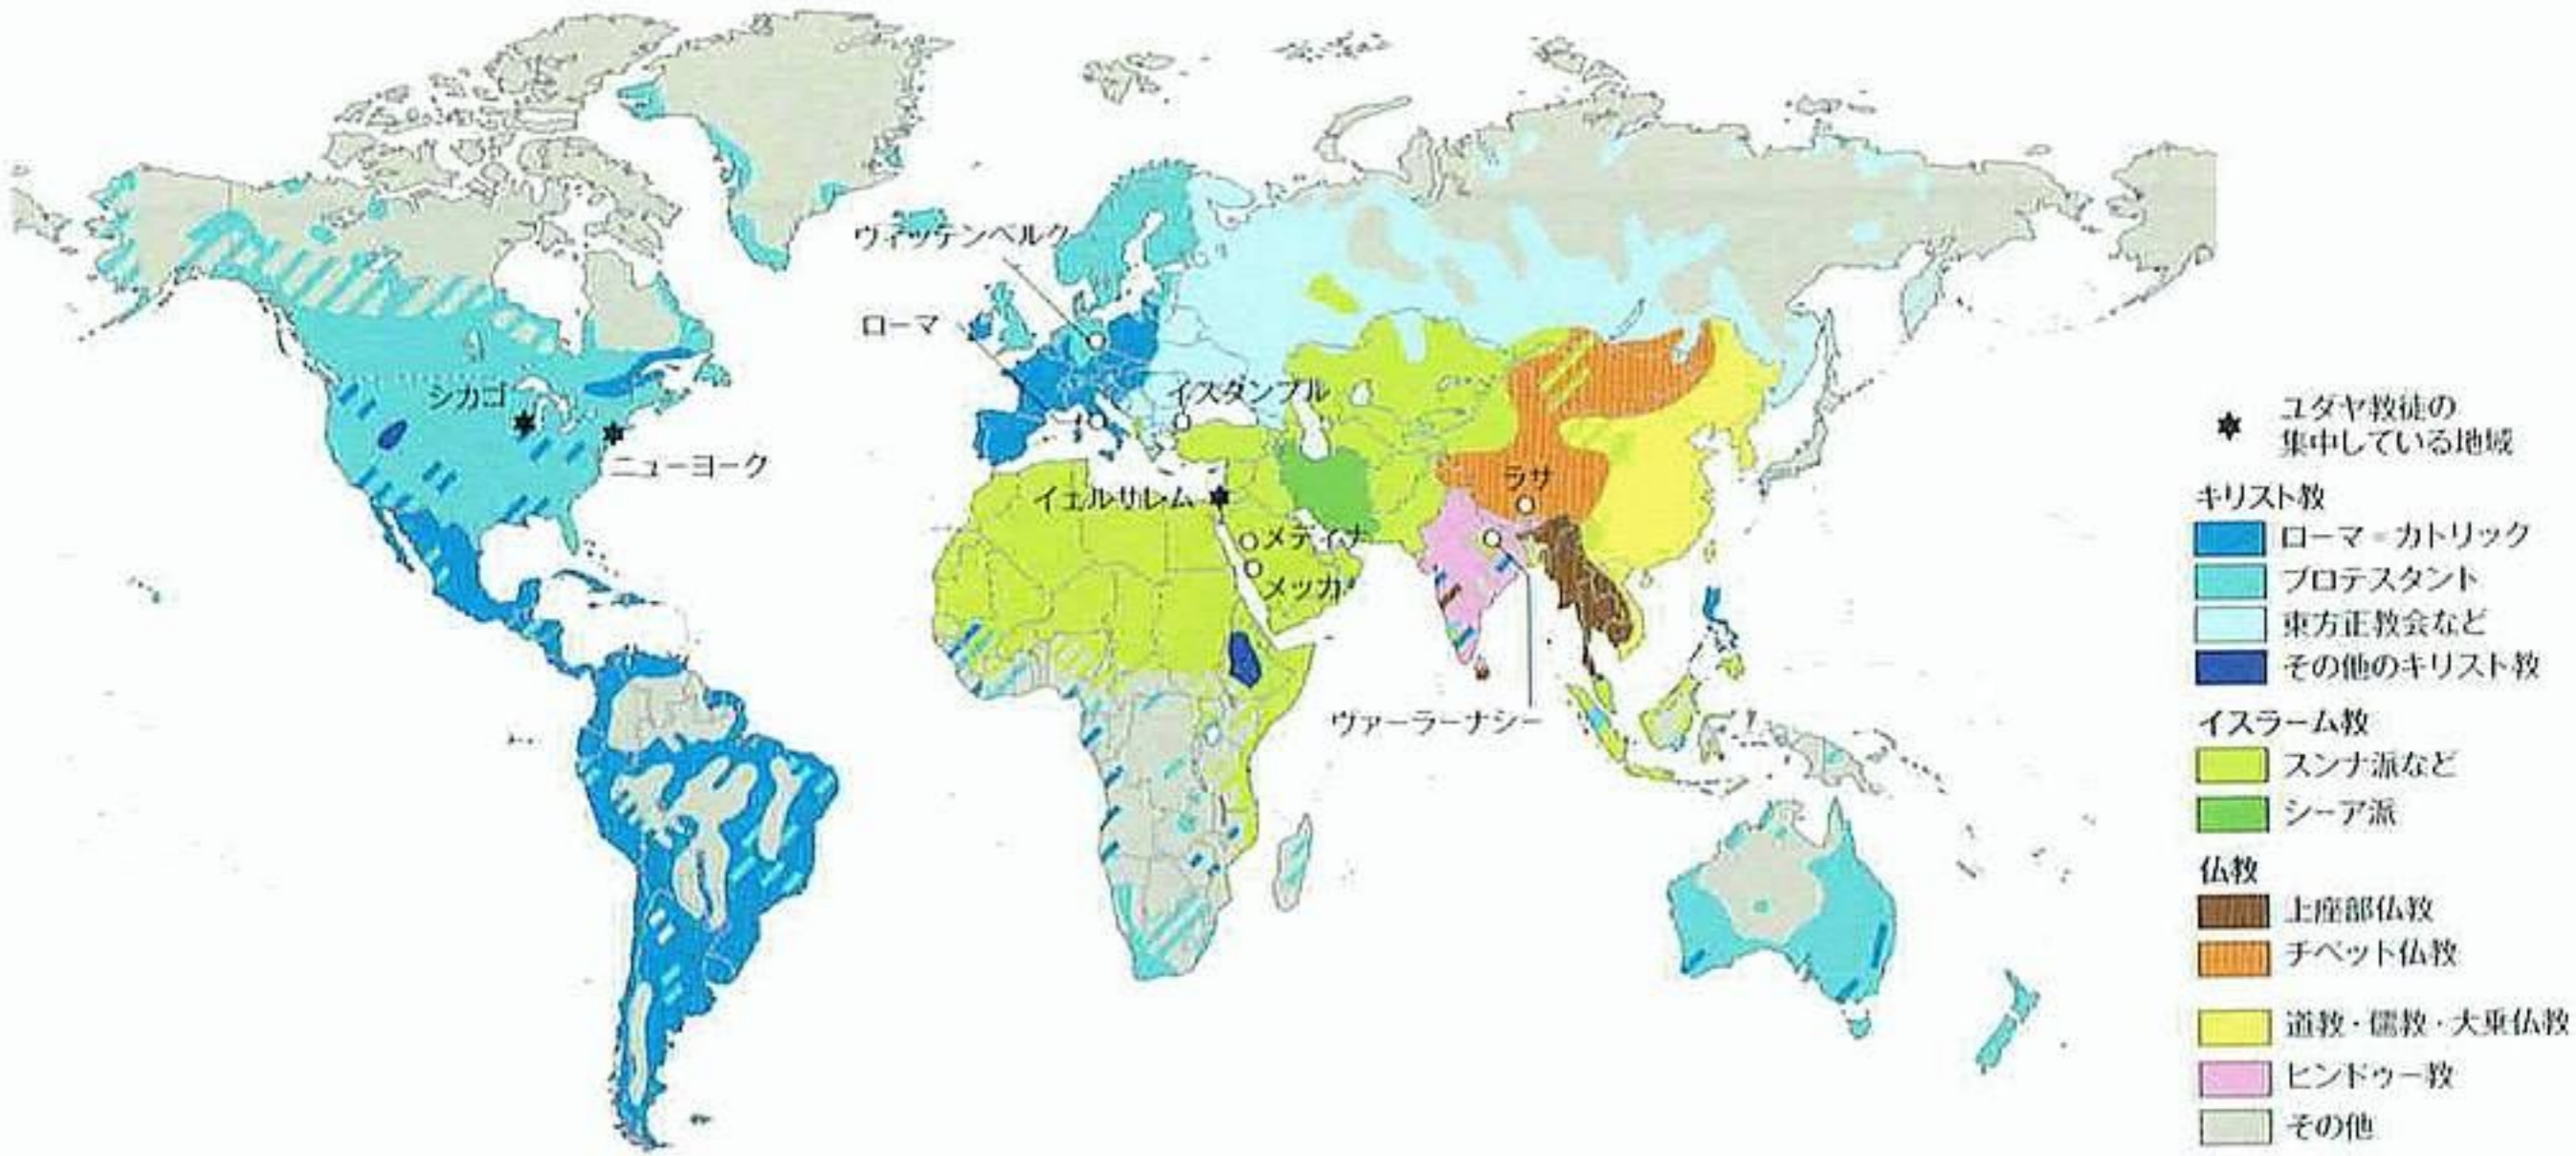 ヴィッテンベルク
ローマ
シカゴ
ニューヨーク
イスタンブル
イェルサレム
メディナ
メッカ
ラサ
ヴァーラーナシー
ユダヤ教徒の
集中している地域
キリスト教
ローマ＝カトリック
プロテスタント
東方正教会など
その他のキリスト教
イスラーム教
スンナ派など
シーア派
仏教
上座部仏教
チベット仏教
道教・儒教・大乗仏教
ヒンドゥー教
その他